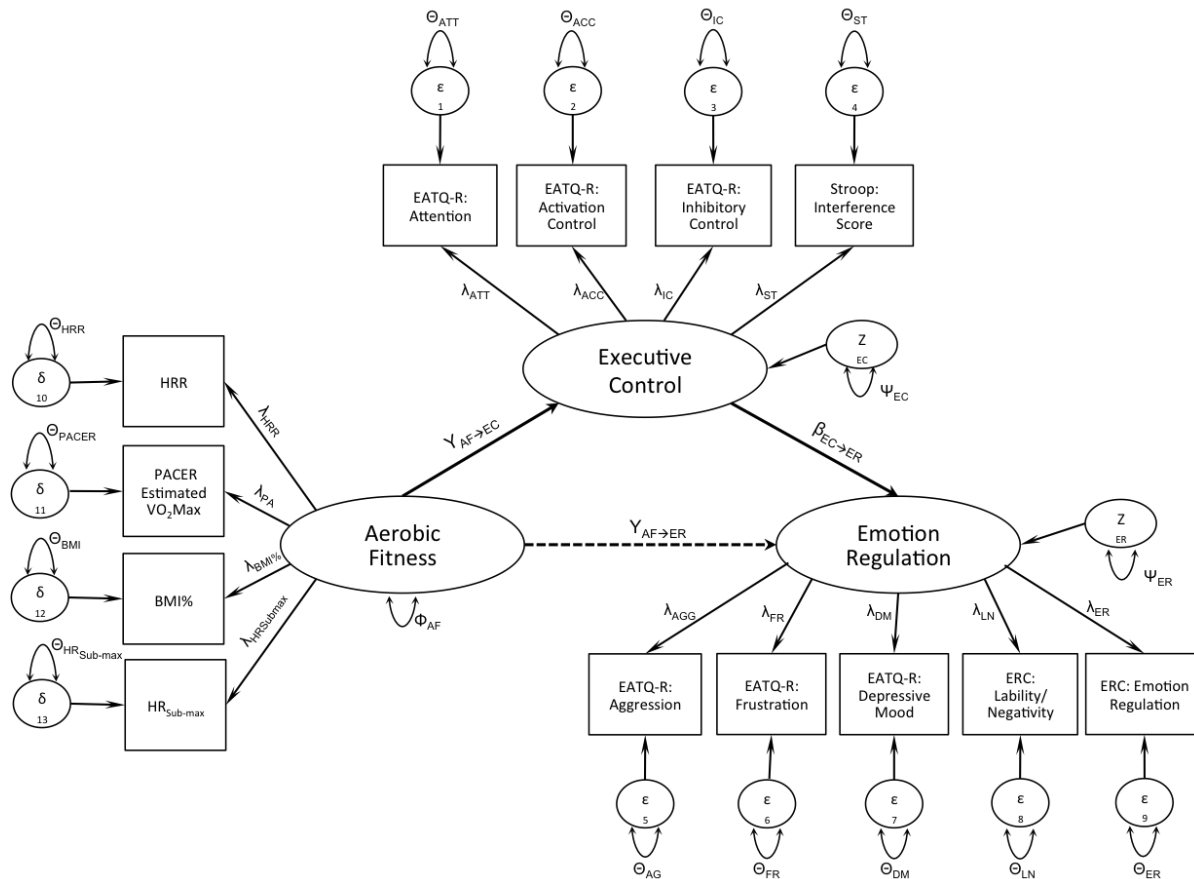 Θ_ATT
Θ_ACC
Θ_IC
Θ_ST
ε
1
ε
2
ε
3
ε
4
EATQ-R:
Attention
EATQ-R:
Activation
Control
EATQ-R:
Inhibitory
Control
Stroop:
Interference
Score
λ_ATT
λ_ACC
λ_IC
λ_ST
Executive
Control
Z
EC
Ψ_EC
Θ_HRR
δ
10
HRR
λ_HRR
Θ_PACER
δ
11
PACER
Estimated
VO₂Max
λ_PA
Θ_BMI
δ
12
BMI%
λ_BMI%
Θ_HR_Sub-max
δ
13
HR_Sub-max
λ_HRSubmax
Aerobic
Fitness
Φ_AF
Υ_AF→EC
Υ_AF→ER
β_EC→ER
Emotion
Regulation
Z
ER
Ψ_ER
λ_AGG
λ_FR
λ_DM
λ_LN
λ_ER
EATQ-R:
Aggression
EATQ-R:
Frustration
EATQ-R:
Depressive
Mood
ERC:
Lability/
Negativity
ERC: Emotion
Regulation
ε
5
ε
6
ε
7
ε
8
ε
9
Θ_AG
Θ_FR
Θ_DM
Θ_LN
Θ_ER